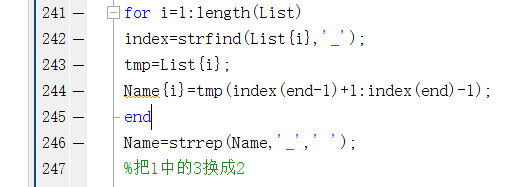 241 — for i=1:length(List)
242 — index=strfind(List{i},'_');
243 — tmp=List{i};
244 — Name{i}=tmp(index(end-1)+1:index(end)-1);
245 — end
246 — Name=strrep(Name,'_',' ');
247 %把1中的3换成2